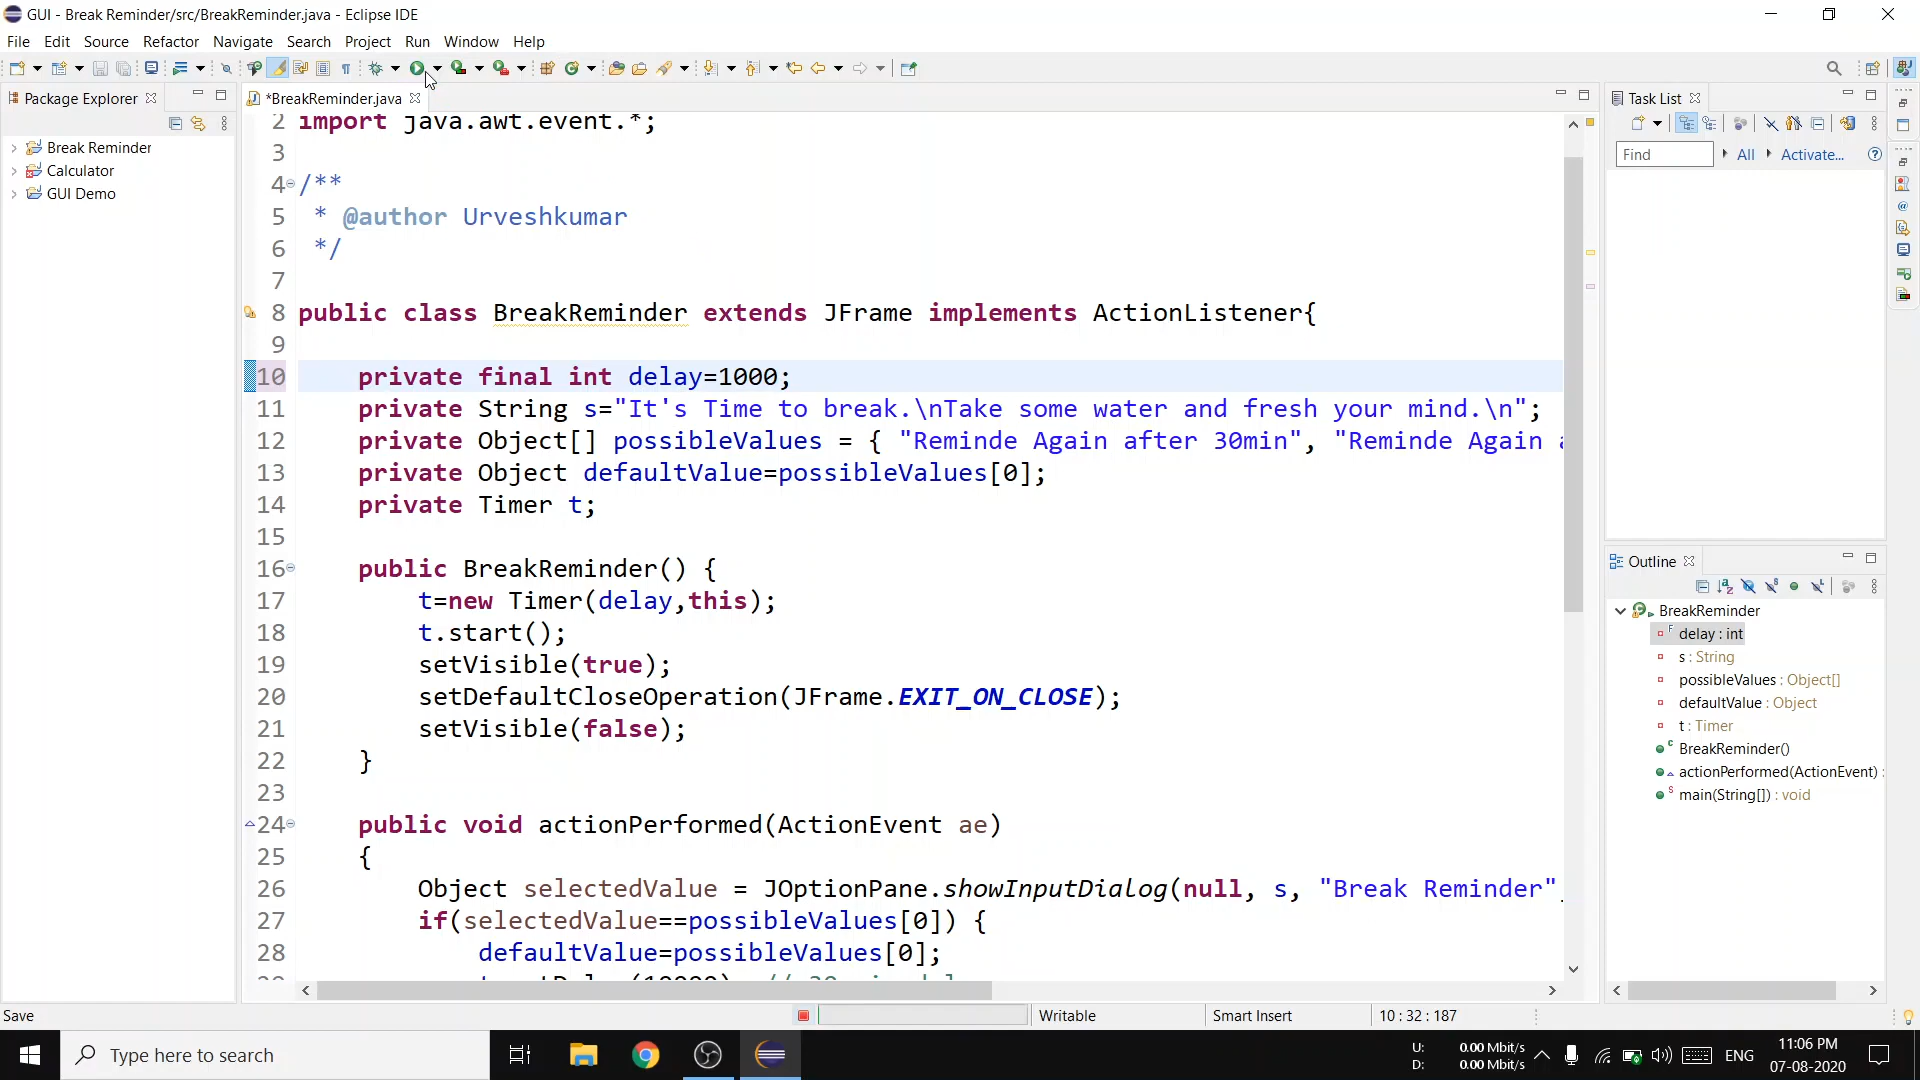 GUI - Break Reminder/src/BreakReminder.java - Eclipse IDE
File Edit Source Refactor Navigate Search Project Run Window Help
Package Explorer
Break Reminder
Calculator
GUI Demo
*BreakReminder.java
2 import java.awt.event.*;
3
4 /**
5 * @author Urveshkumar
6 */
7
8 public class BreakReminder extends JFrame implements ActionListener{
9
10 private final int delay=1000;
11 private String s="It's Time to break.\nTake some water and fresh your mind.\n";
12 private Object[] possibleValues = { "Reminde Again after 30min", "Reminde Again
13 private Object defaultValue=possibleValues[0];
14 private Timer t;
15
16 public BreakReminder() {
17 t=new Timer(delay,this);
18 t.start();
19 setVisible(true);
20 setDefaultCloseOperation(JFrame.EXIT_ON_CLOSE);
21 setVisible(false);
22 }
23
24 public void actionPerformed(ActionEvent ae)
25 {
26 Object selectedValue = JOptionPane.showInputDialog(null, s, "Break Reminder"
27 if(selectedValue==possibleValues[0]) {
28 defaultValue=possibleValues[0];
Task List
Find All Activate...
Outline
BreakReminder
delay : int
s : String
possibleValues : Object[]
defaultValue : Object
t : Timer
BreakReminder()
actionPerformed(ActionEvent) :
main(String[]) : void
Save Writable Smart Insert 10 : 32 : 187
Type here to search
U: 0.00 Mbit/s
D: 0.00 Mbit/s
ENG
11:06 PM
07-08-2020